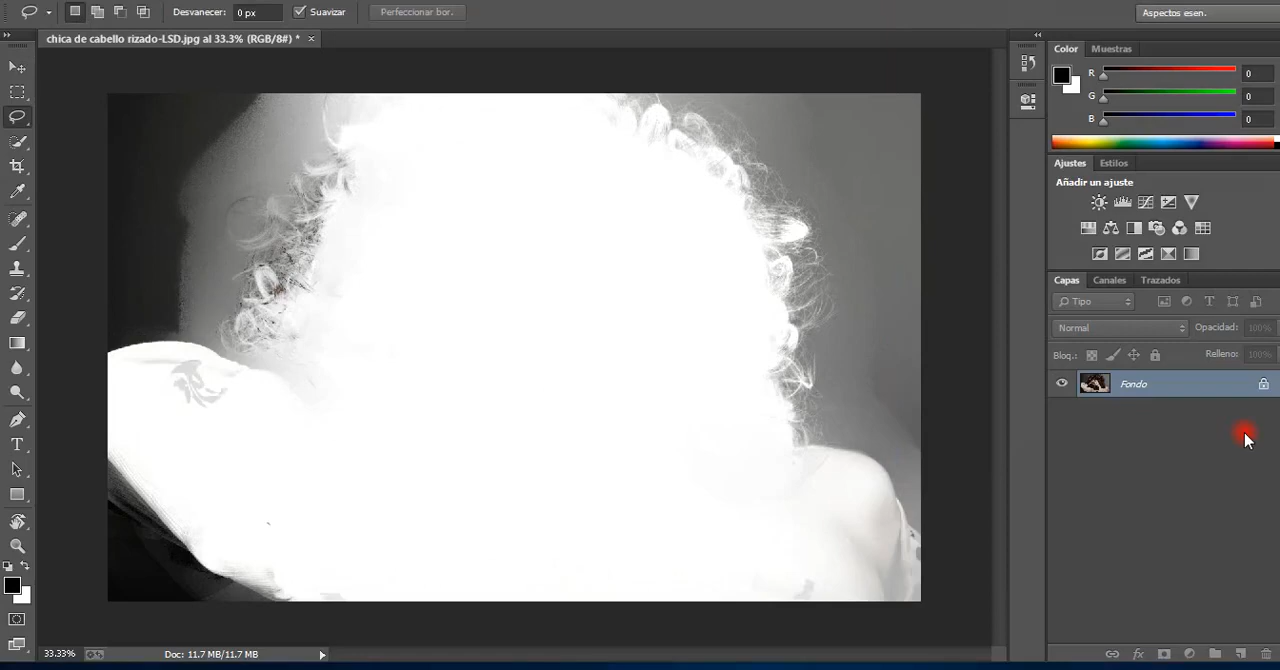 Desvanecer: 0 px Suavizar Perfeccionar bor. Aspectos esen.
chica de cabello rizado-LSD.jpg al 33.3% (RGB/8#) * ×
Color Muestras
R 0
G 0
B 0
Ajustes Estilos
Añadir un ajuste
Capas Canales Trazados
Tipo T
Normal Opacidad: 100%
Bloq.: Relleno: 100%
Fondo
T
33.33% Doc: 11.7 MB/11.7 MB
fx